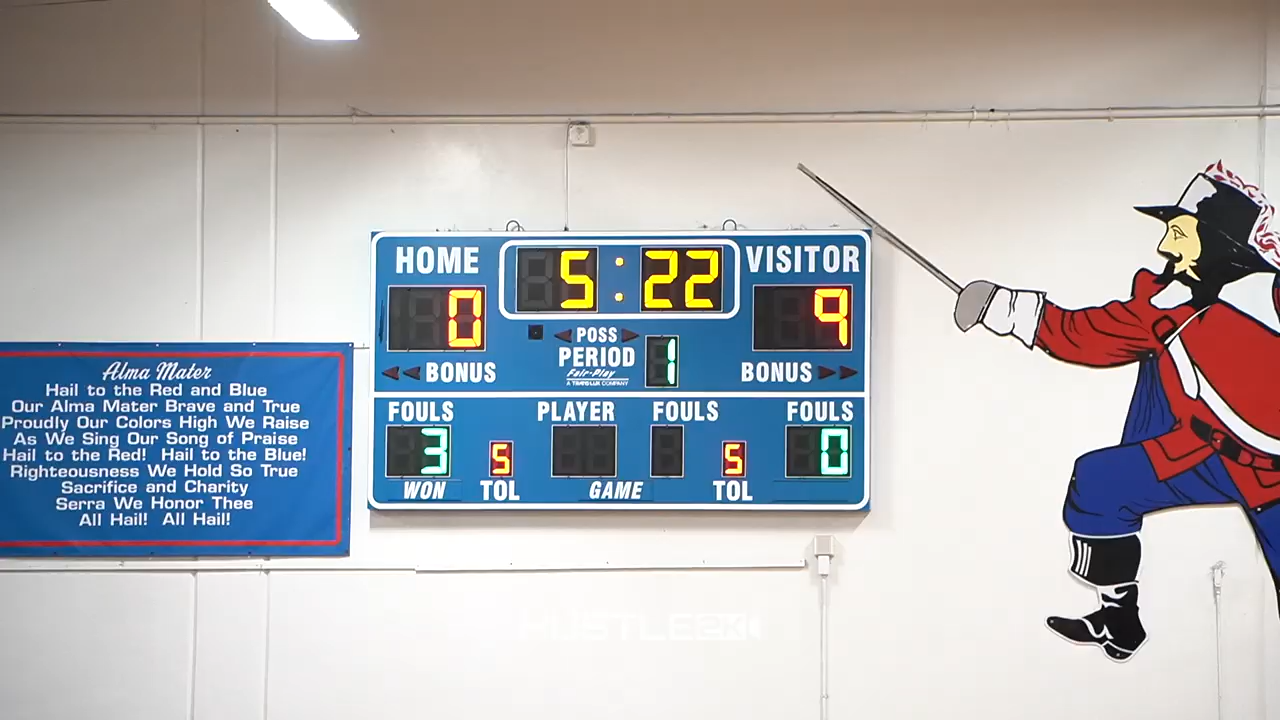 HOME
5:22
VISITOR
0
9
POSS
PERIOD
1
Fair-Play
A TRANS-LUX COMPANY
BONUS
BONUS
FOULS
PLAYER
FOULS
FOULS
3
5
5
0
WON
TOL
GAME
TOL
Alma Mater
Hail to the Red and Blue
Our Alma Mater Brave and True
Proudly Our Colors High We Raise
As We Sing Our Song of Praise
Hail to the Red! Hail to the Blue!
Righteousness We Hold So True
Sacrifice and Charity
Serra We Honor Thee
All Hail! All Hail!
HUSTLE2X